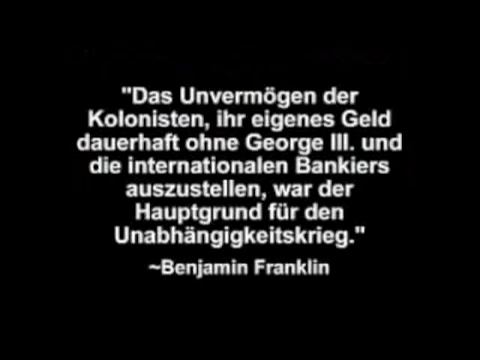 "Das Unvermögen der
Kolonisten, ihr eigenes Geld
dauerhaft ohne George III. und
die internationalen Bankiers
auszustellen, war der
Hauptgrund für den
Unabhängigkeitskrieg."
~Benjamin Franklin